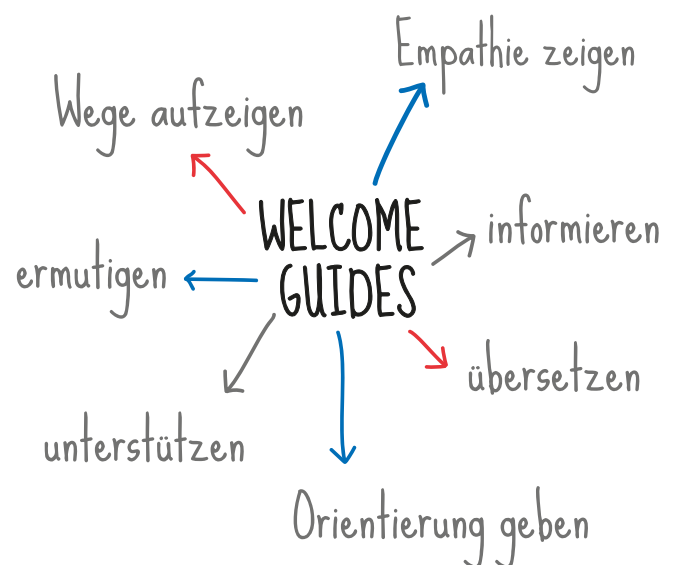 Empathie zeigen
Wege aufzeigen
WELCOME
GUIDES
informieren
ermutigen
übersetzen
unterstützen
Orientierung geben